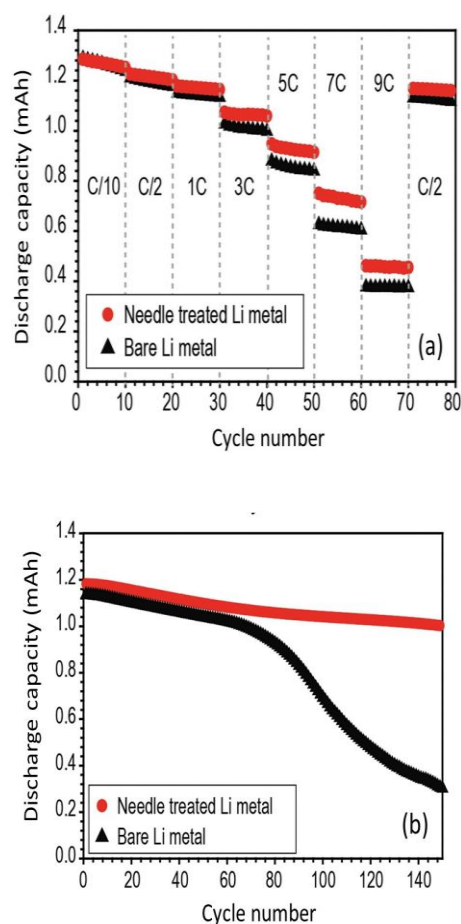 Discharge capacity (mAh)
1.4
1.2
1.0
0.8
0.6
0.4
0.2
0.0
C/10
C/2
1C
3C
5C
7C
9C
C/2
Needle treated Li metal
Bare Li metal
(a)
0 10 20 30 40 50 60 70 80
Cycle number
Discharge capacity (mAh)
1.4
1.2
1.0
0.8
0.6
0.4
0.2
0.0
Needle treated Li metal
Bare Li metal
(b)
0 20 40 60 80 100 120 140
Cycle number